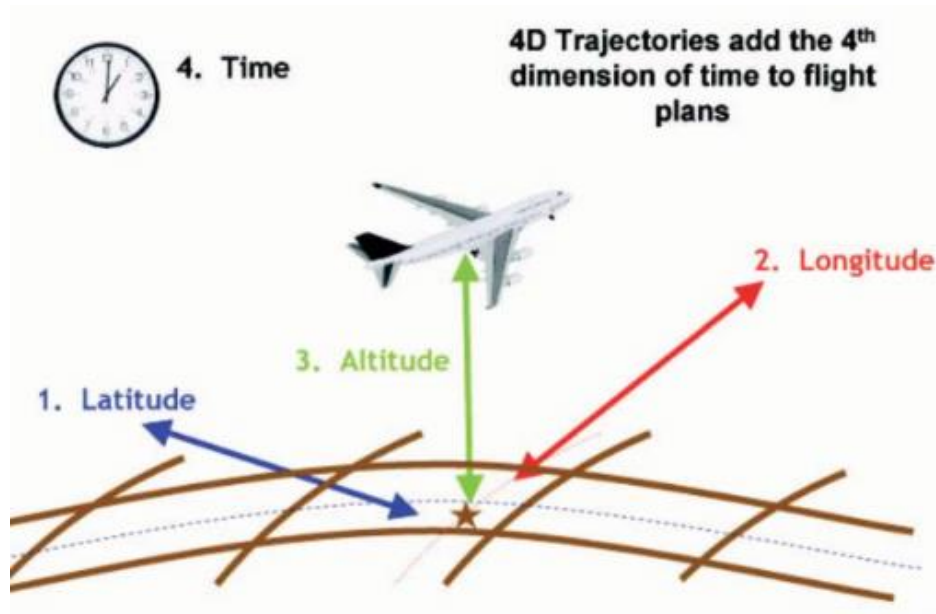 4. Time
4D Trajectories add the 4th
dimension of time to flight
plans
2. Longitude
3. Altitude
1. Latitude